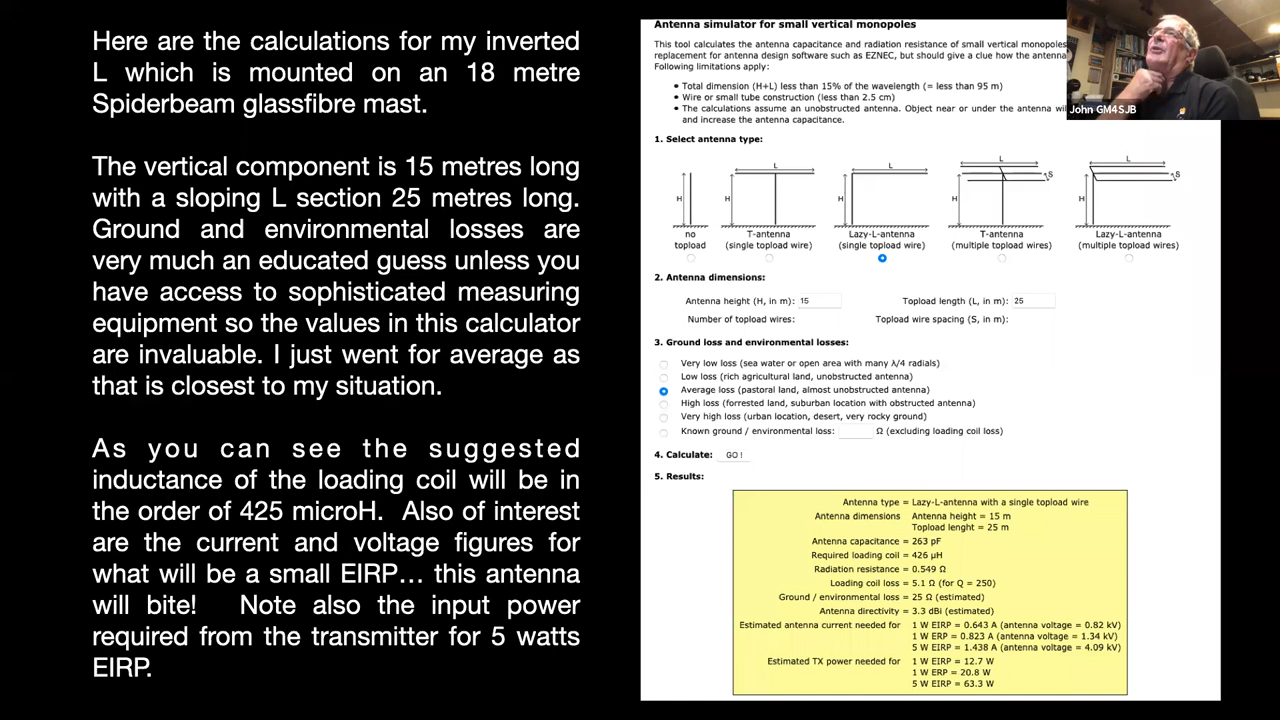 Here are the calculations for my inverted
L which is mounted on an 18 metre
Spiderbeam glassfibre mast.
The vertical component is 15 metres long
with a sloping L section 25 metres long.
Ground and environmental losses are
very much an educated guess unless you
have access to sophisticated measuring
equipment so the values in this calculator
are invaluable. I just went for average as
that is closest to my situation.
As you can see the suggested
inductance of the loading coil will be in
the order of 425 microH. Also of interest
are the current and voltage figures for
what will be a small EIRP... this antenna
will bite! Note also the input power
required from the transmitter for 5 watts
EIRP.
Antenna simulator for small vertical monopoles
This tool calculates the antenna capacitance and radiation resistance of small vertical monopoles
replacement for antenna design software such as EZNEC, but should give a clue how the antenna
Following limitations apply:
• Total dimension (H+L) less than 15% of the wavelength (= less than 95 m)
• Wire or small tube construction (less than 2.5 cm)
• The calculations assume an unobstructed antenna. Object near or under the antenna wil
and increase the antenna capacitance.
John GM4SJB
1. Select antenna type:
L L L L
S S
H H H H H
no topload
T-antenna (single topload wire)
Lazy-L-antenna (single topload wire)
T-antenna (multiple topload wires)
Lazy-L-antenna (multiple topload wires)
2. Antenna dimensions:
Antenna height (H, in m): 15 Topload length (L, in m): 25
Number of topload wires: Topload wire spacing (S, in m):
3. Ground loss and environmental losses:
Very low loss (sea water or open area with many λ/4 radials)
Low loss (rich agricultural land, unobstructed antenna)
Average loss (pastoral land, almost unobstructed antenna)
High loss (forrested land, suburban location with obstructed antenna)
Very high loss (urban location, desert, very rocky ground)
Known ground / environmental loss: Ω (excluding loading coil loss)
4. Calculate: GO !
5. Results:
Antenna type = Lazy-L-antenna with a single topload wire
Antenna dimensions Antenna height = 15 m
Topload lenght = 25 m
Antenna capacitance = 263 pF
Required loading coil = 426 µH
Radiation resistance = 0.549 Ω
Loading coil loss = 5.1 Ω (for Q = 250)
Ground / environmental loss = 25 Ω (estimated)
Antenna directivity = 3.3 dBi (estimated)
Estimated antenna current needed for 1 W EIRP = 0.643 A (antenna voltage = 0.82 kV)
1 W ERP = 0.823 A (antenna voltage = 1.34 kV)
5 W EIRP = 1.438 A (antenna voltage = 4.09 kV)
Estimated TX power needed for 1 W EIRP = 12.7 W
1 W ERP = 20.8 W
5 W EIRP = 63.3 W